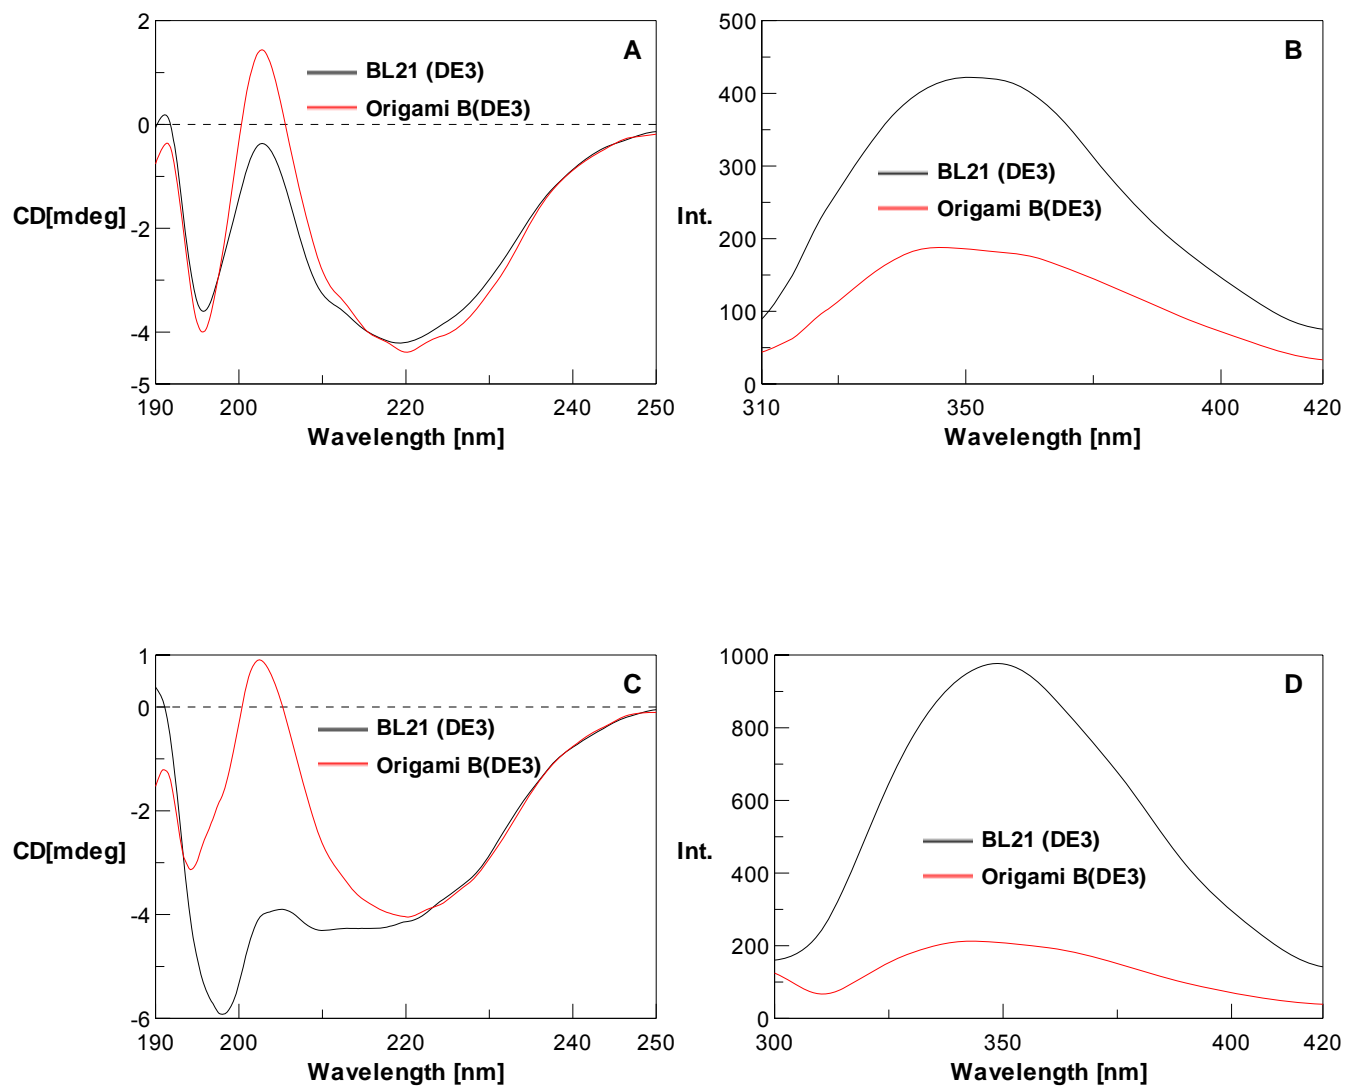 2
0
-2
-4
-5
CD[mdeg]
A
BL21 (DE3)
Origami B(DE3)
190
200
220
240
250
Wavelength [nm]
500
400
300
200
100
0
Int.
B
BL21 (DE3)
Origami B(DE3)
310
350
400
420
Wavelength [nm]
1
0
-2
-4
-6
CD[mdeg]
C
BL21 (DE3)
Origami B(DE3)
190
200
220
240
250
Wavelength [nm]
1000
800
600
400
200
0
Int.
D
BL21 (DE3)
Origami B(DE3)
300
350
400
420
Wavelength [nm]